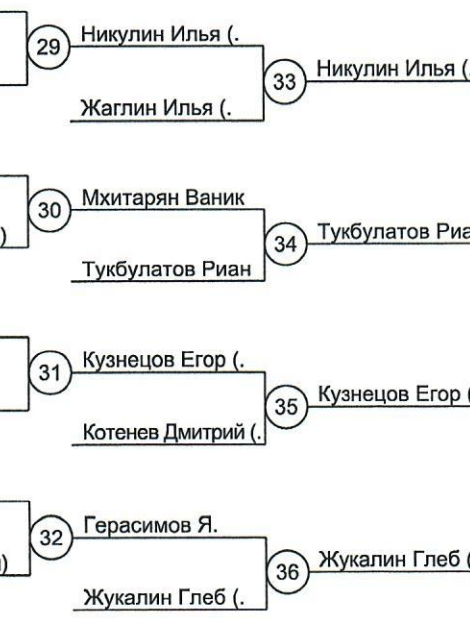 29 Никулин Илья (.
33 Никулин Илья (.
Жаглин Илья (.
30 Мхитарян Ваник
)
34 Тукбулатов Риа
Тукбулатов Риан
31 Кузнецов Егор (.
35 Кузнецов Егор (
Котенев Дмитрий (.
32 Герасимов Я.
)
36 Жукалин Глеб (
Жукалин Глеб (.